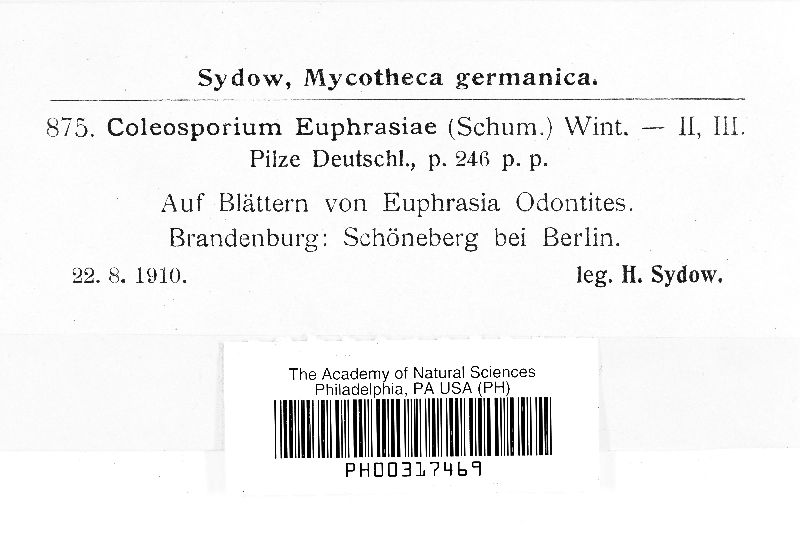 Sydow, Mycotheca germanica.
875. Coleosporium Euphrasiae (Schum.) Wint. — II, III.
Pilze Deutschl., p. 246 p. p.
Auf Blättern von Euphrasia Odontites.
Brandenburg: Schöneberg bei Berlin.
22. 8. 1910. leg. H. Sydow.
The Academy of Natural Sciences
Philadelphia, PA USA (PH)
PH00317469